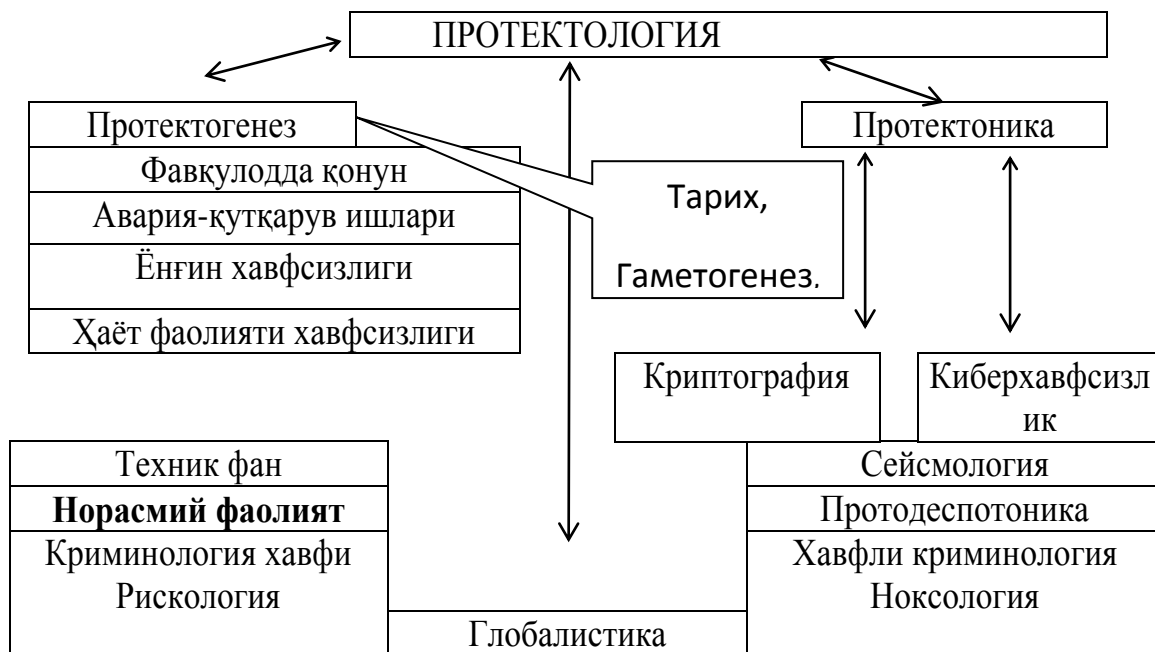 ПРОТЕКТОЛОГИЯ
Протектогенез
Протектоника
Фавқулодда қонун
Авария-қутқарув ишлари
Ёнғин хавфсизлиги
Ҳаёт фаолияти хавфсизлиги
Тарих,
Гаметогенез.
Криптография
Киберхавфсизл
ик
Техник фан
Норасмий фаолият
Криминология хавфи
Рискология
Сейсмология
Протодеспотоника
Хавфли криминология
Ноксология
Глобалистика